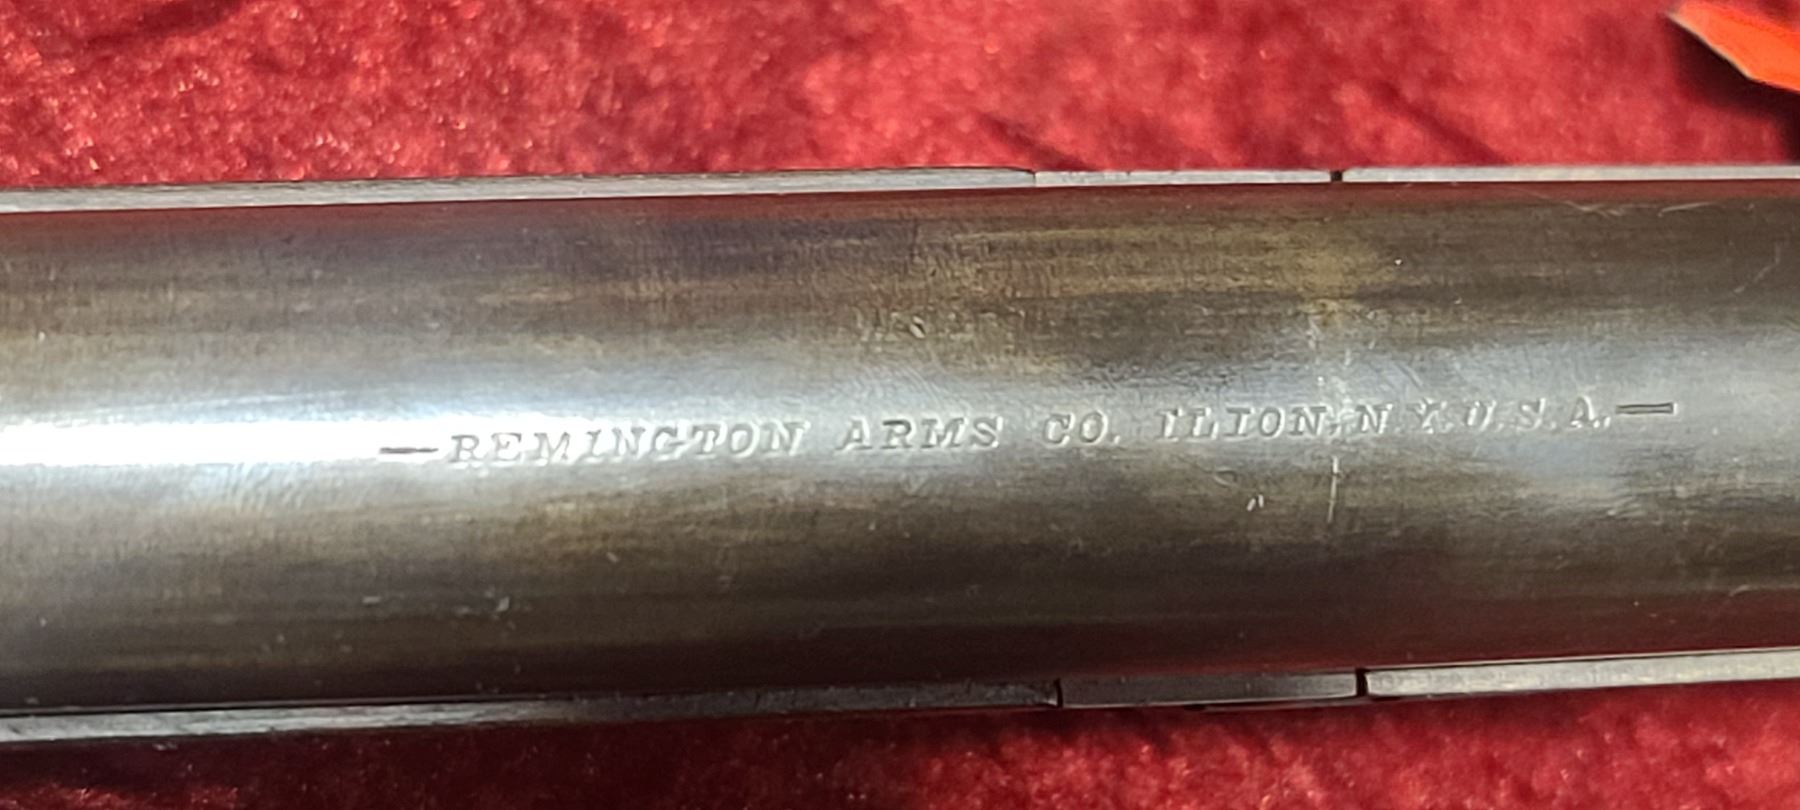 —REMINGTON ARMS CO. ILION, N.Y. U.S.A.—